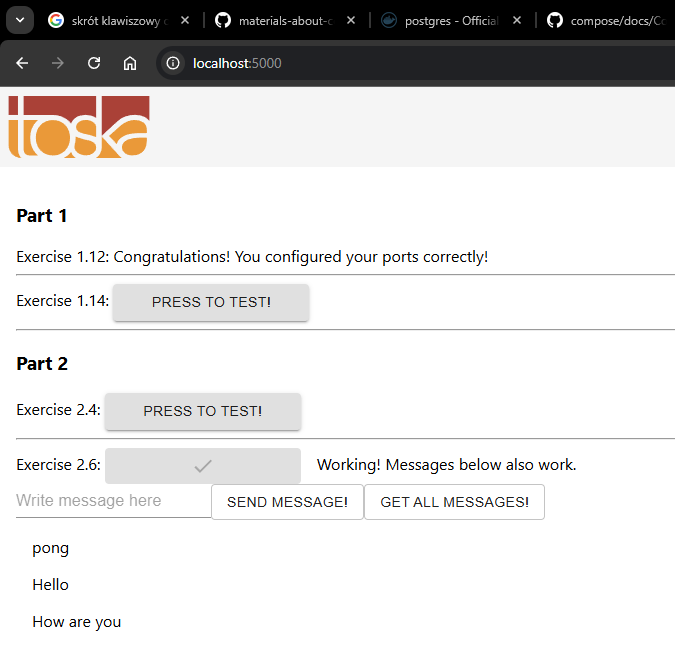 skrót klawiszowy
materials-about-
postgres - Official
compose/docs/Co
localhost:5000
toska
Part 1
Exercise 1.12: Congratulations! You configured your ports correctly!
Exercise 1.14: PRESS TO TEST!
Part 2
Exercise 2.4: PRESS TO TEST!
Exercise 2.6: Working! Messages below also work.
Write message here SEND MESSAGE! GET ALL MESSAGES!
pong
Hello
How are you